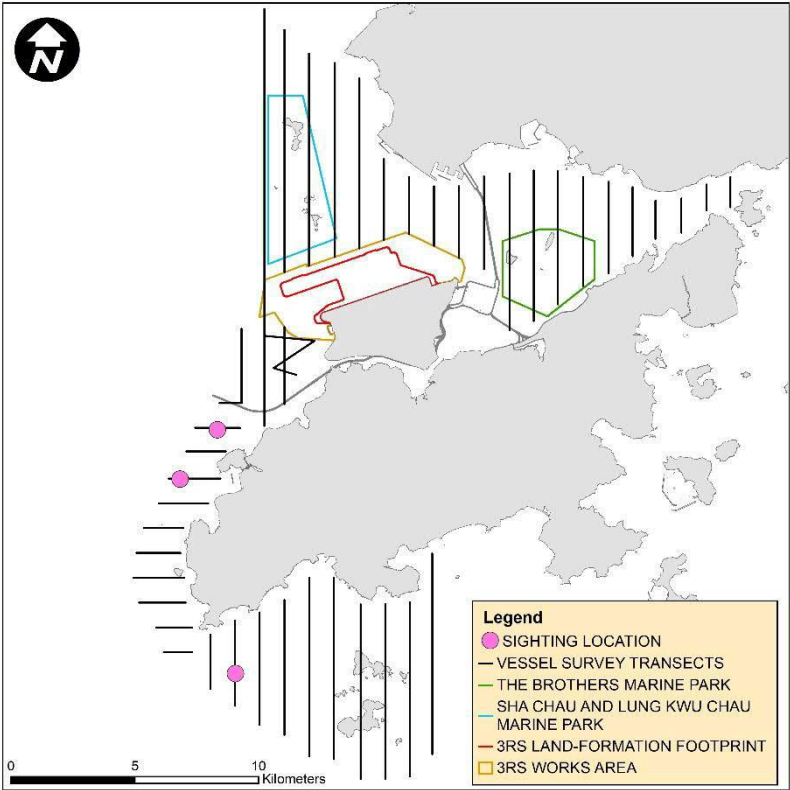 N
Legend
SIGHTING LOCATION
VESSEL SURVEY TRANSECTS
THE BROTHERS MARINE PARK
SHA CHAU AND LUNG KWU CHAU
MARINE PARK
3RS LAND-FORMATION FOOTPRINT
3RS WORKS AREA
0 5 10
Kilometers